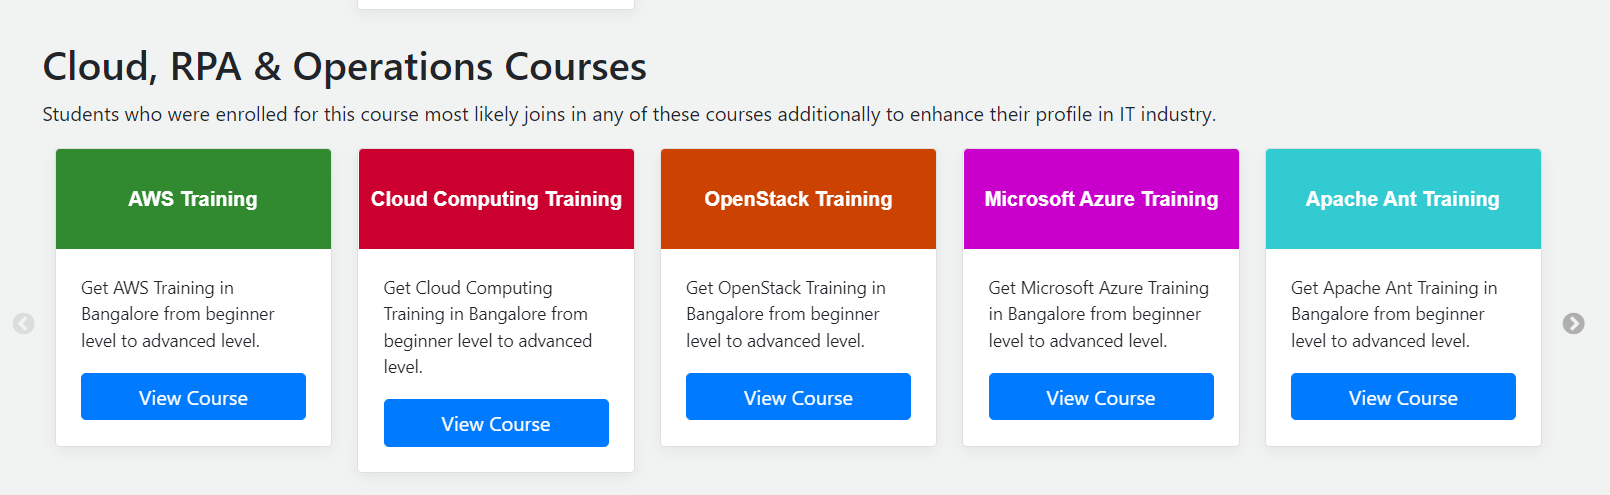 Cloud, RPA & Operations Courses
Students who were enrolled for this course most likely joins in any of these courses additionally to enhance their profile in IT industry.
AWS Training
Get AWS Training in
Bangalore from beginner
level to advanced level.
View Course
Cloud Computing Training
Get Cloud Computing
Training in Bangalore from
beginner level to advanced
level.
View Course
OpenStack Training
Get OpenStack Training in
Bangalore from beginner
level to advanced level.
View Course
Microsoft Azure Training
Get Microsoft Azure Training
in Bangalore from beginner
level to advanced level.
View Course
Apache Ant Training
Get Apache Ant Training in
Bangalore from beginner
level to advanced level.
View Course